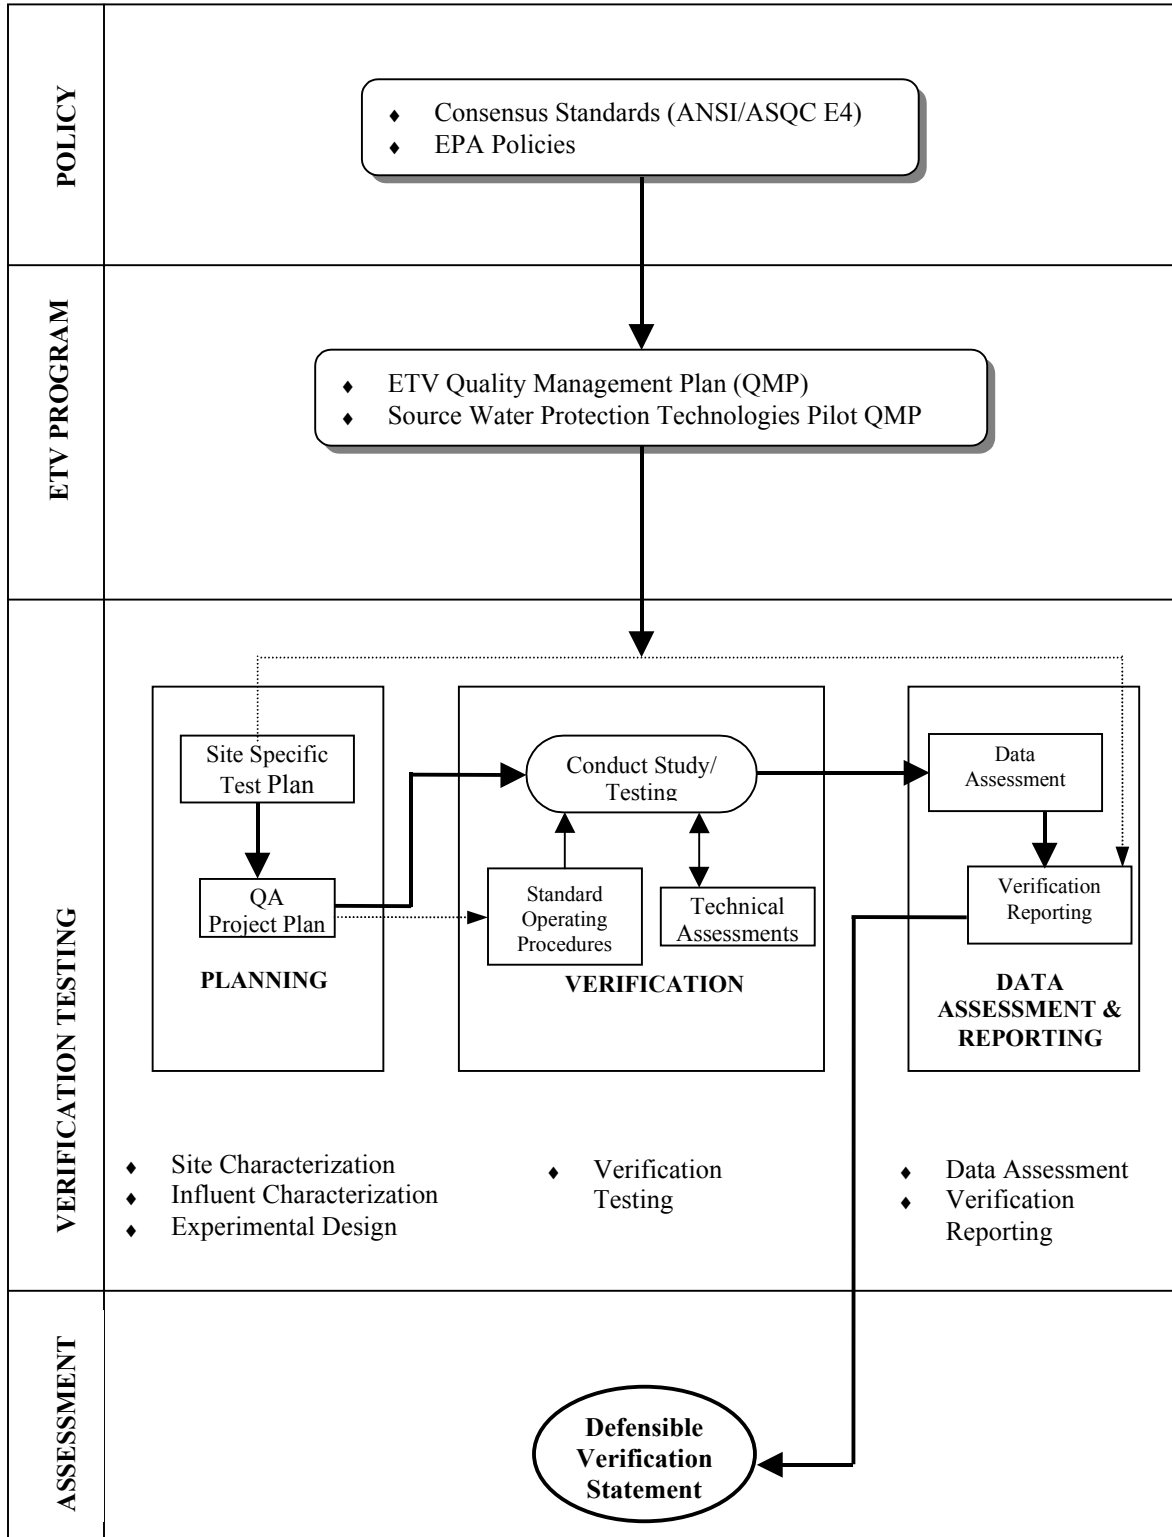 POLICY
♦ Consensus Standards (ANSI/ASQC E4)
♦ EPA Policies
ETV PROGRAM
♦ ETV Quality Management Plan (QMP)
♦ Source Water Protection Technologies Pilot QMP
VERIFICATION TESTING
Site Specific
Test Plan
QA
Project Plan
PLANNING
Conduct Study/
Testing
Standard
Operating
Procedures
Technical
Assessments
VERIFICATION
Data
Assessment
Verification
Reporting
DATA
ASSESSMENT &
REPORTING
♦ Site Characterization
♦ Influent Characterization
♦ Experimental Design
♦ Verification
Testing
♦ Data Assessment
♦ Verification
Reporting
ASSESSMENT
Defensible
Verification
Statement